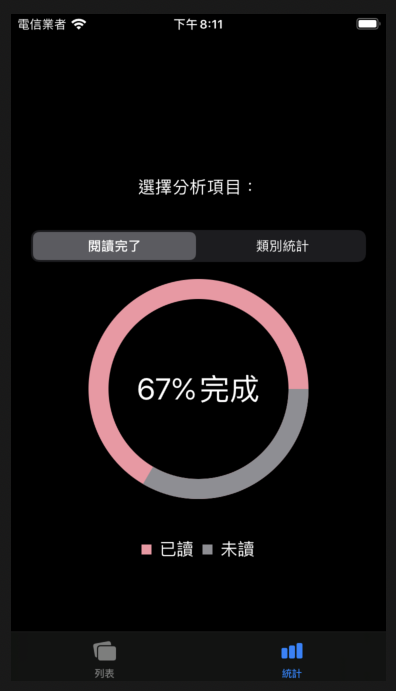 電信業者 下午8:11
選擇分析項目：
閱讀完了 類別統計
67%完成
已讀 未讀
列表 統計